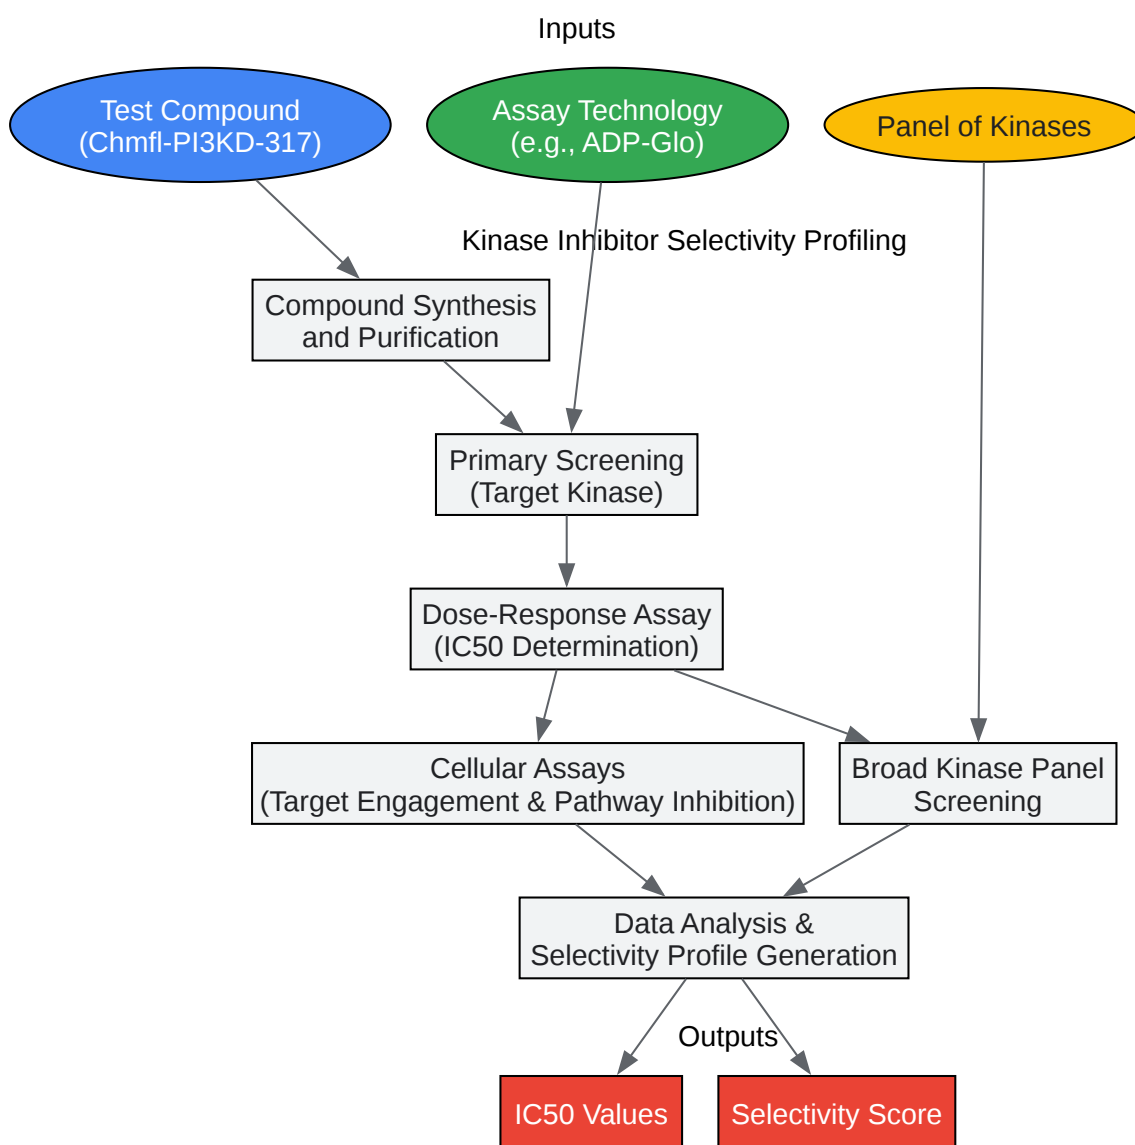 Inputs
Test Compound
(Chmfl-PI3KD-317)
Assay Technology
(e.g., ADP-Glo)
Panel of Kinases
Kinase Inhibitor Selectivity Profiling
Compound Synthesis
and Purification
Primary Screening
(Target Kinase)
Dose-Response Assay
(IC50 Determination)
Cellular Assays
(Target Engagement & Pathway Inhibition)
Broad Kinase Panel
Screening
Data Analysis &
Selectivity Profile Generation
Outputs
IC50 Values
Selectivity Score